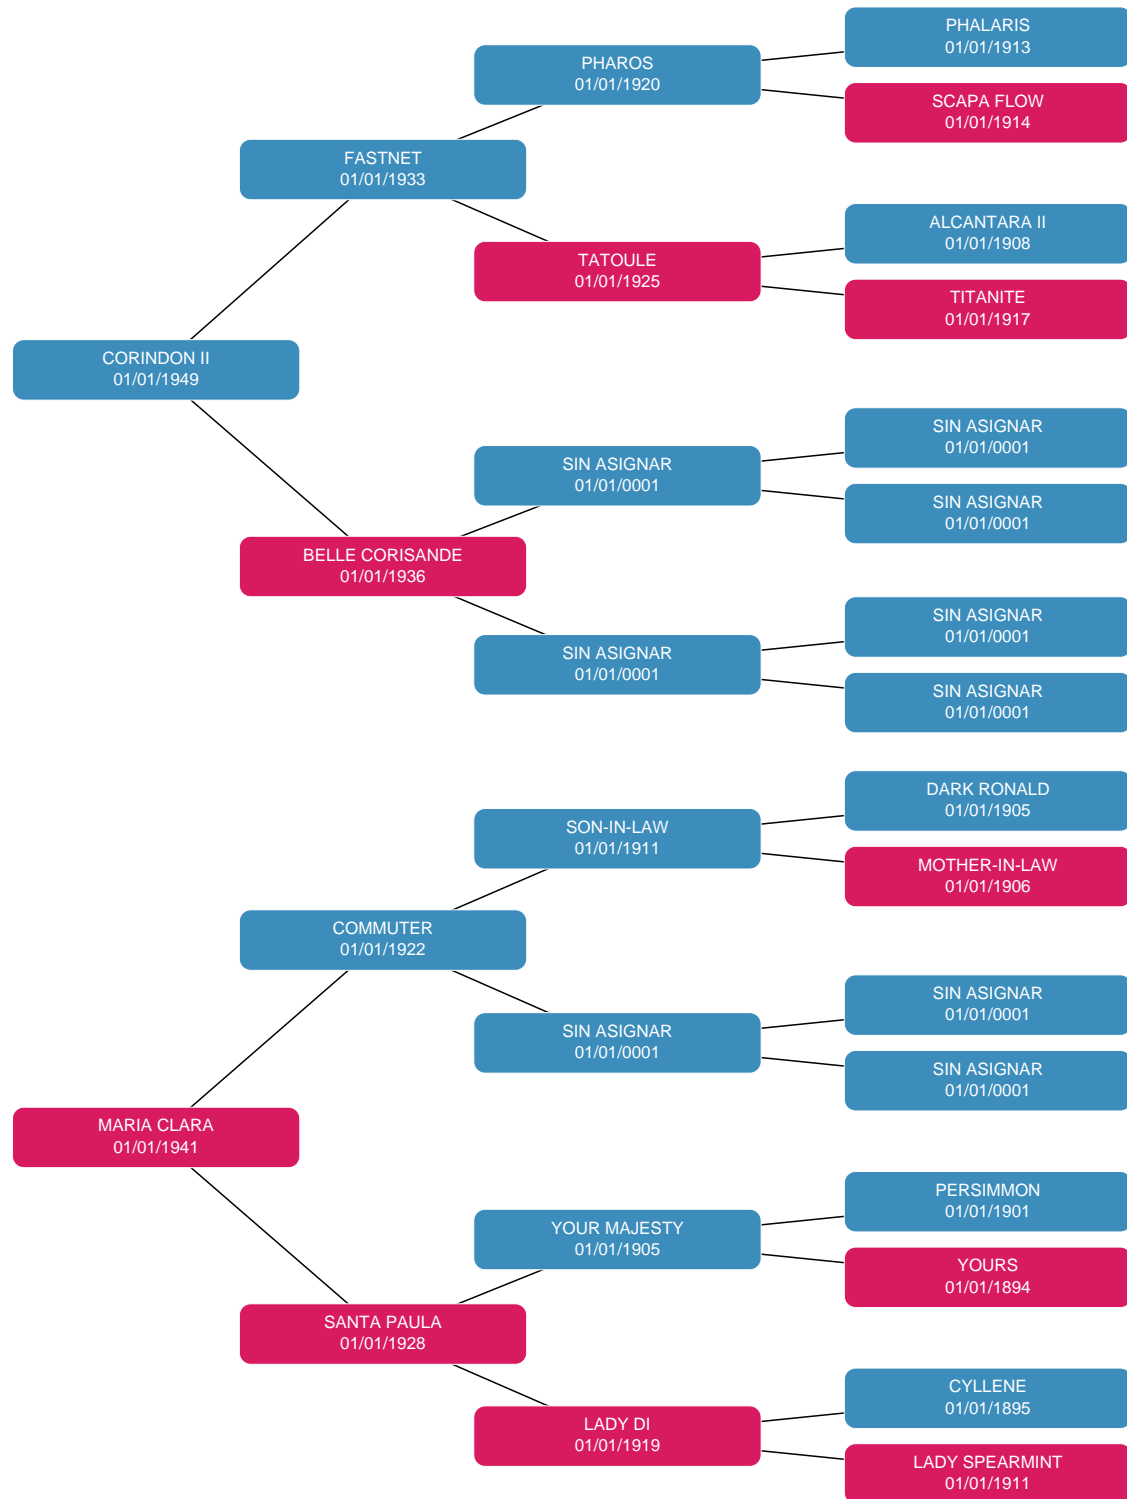 PHALARIS
01/01/1913
PHAROS
01/01/1920
SCAPA FLOW
01/01/1914
FASTNET
01/01/1933
ALCANTARA II
01/01/1908
TATOULE
01/01/1925
TITANITE
01/01/1917
CORINDON II
01/01/1949
SIN ASIGNAR
01/01/0001
SIN ASIGNAR
01/01/0001
SIN ASIGNAR
01/01/0001
BELLE CORISANDE
01/01/1936
SIN ASIGNAR
01/01/0001
SIN ASIGNAR
01/01/0001
SIN ASIGNAR
01/01/0001
DARK RONALD
01/01/1905
SON-IN-LAW
01/01/1911
MOTHER-IN-LAW
01/01/1906
COMMUTER
01/01/1922
SIN ASIGNAR
01/01/0001
SIN ASIGNAR
01/01/0001
SIN ASIGNAR
01/01/0001
MARIA CLARA
01/01/1941
PERSIMMON
01/01/1901
YOUR MAJESTY
01/01/1905
YOURS
01/01/1894
SANTA PAULA
01/01/1928
CYLLENE
01/01/1895
LADY DI
01/01/1919
LADY SPEARMINT
01/01/1911